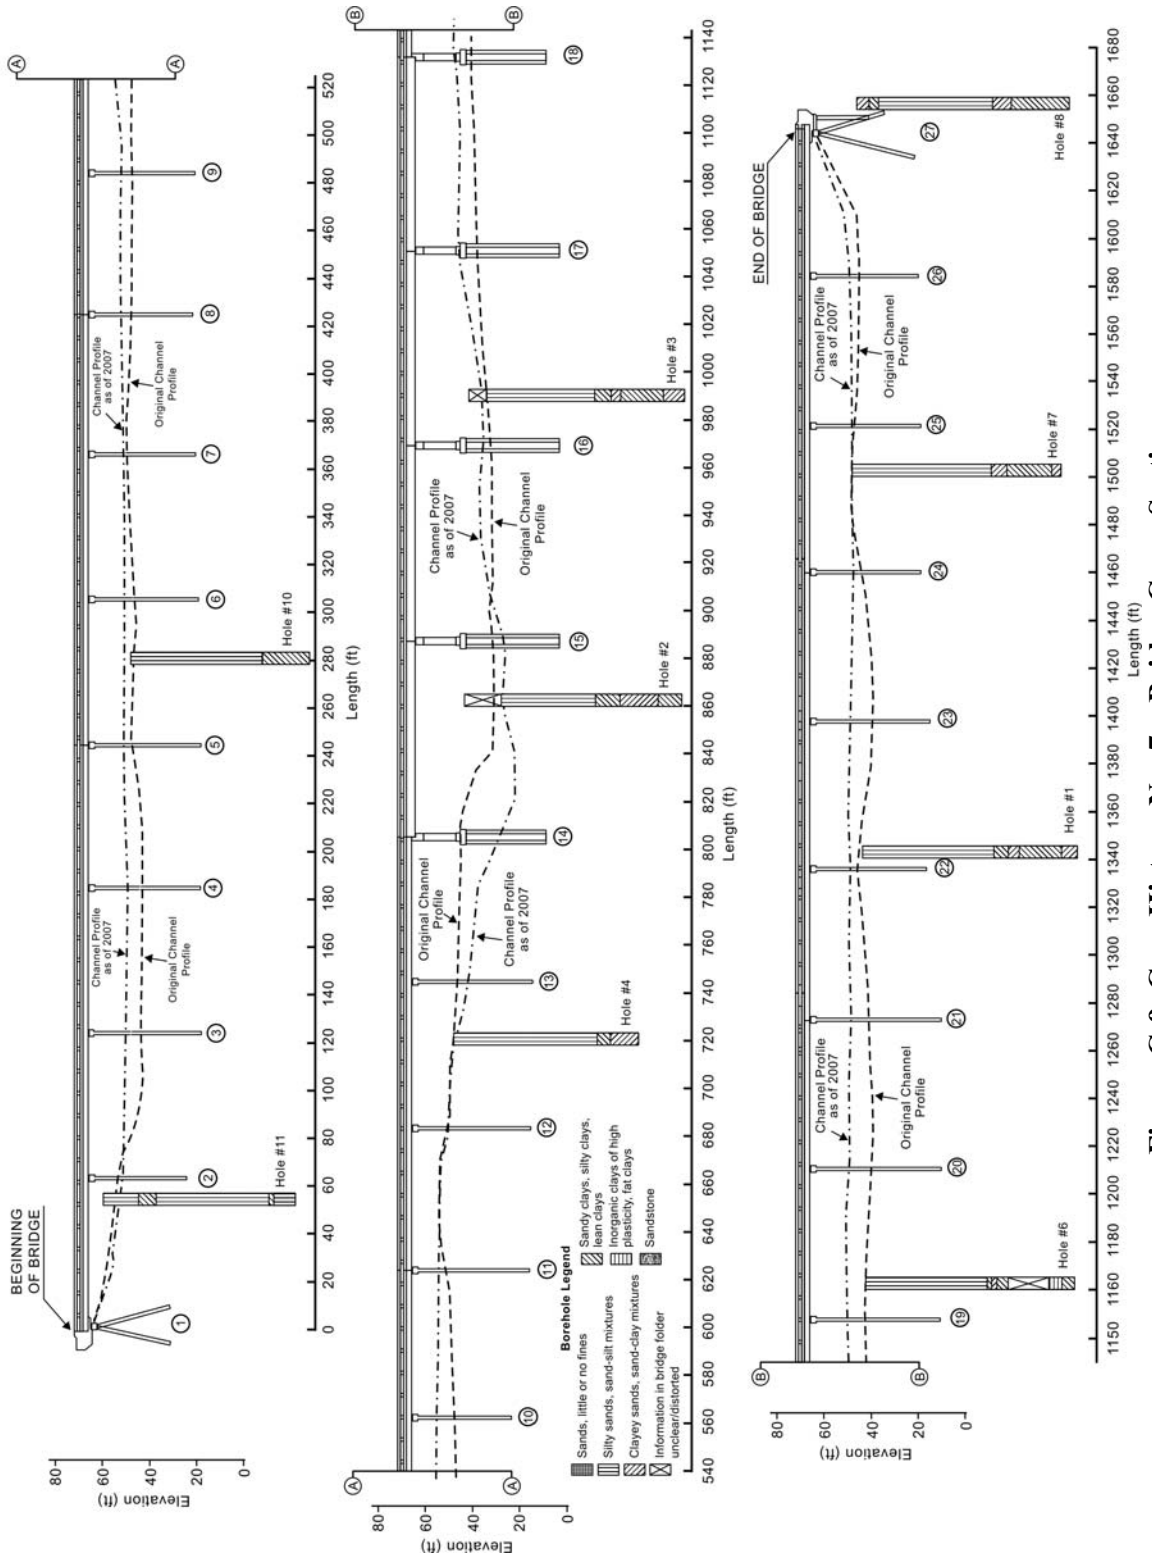 BEGINNING
OF BRIDGE
A
A
1
2
3
4
5
6
7
8
9
Hole #11
Hole #10
Channel Profile
as of 2007
Original Channel
Profile
Channel Profile
as of 2007
Original Channel
Profile
Elevation (ft)
80
60
40
20
0
0
20
40
60
80
100
120
140
160
180
200
220
240
260
280
300
320
340
360
380
400
420
440
460
480
500
520
Length (ft)
A
A
B
B
10
11
12
13
14
15
16
17
18
Hole #4
Hole #2
Hole #3
Original Channel
Profile
Channel Profile
as of 2007
Channel Profile
as of 2007
Original Channel
Profile
Borehole Legend
Sands, little or no fines
Silty sands, sand-silt mixtures
Clayey sands, sand-clay mixtures
Information in bridge folder
unclear/distorted
Sandy clays, silty clays,
lean clays
Inorganic clays of high
plasticity, fat clays
Sandstone
Elevation (ft)
80
60
40
20
0
540
560
580
600
620
640
660
680
700
720
740
760
780
800
820
840
860
880
900
920
940
960
980
1000
1020
1040
1060
1080
1100
1120
1140
Length (ft)
B
B
END OF BRIDGE
19
20
21
22
23
24
25
26
27
Hole #6
Hole #1
Hole #7
Hole #8
Channel Profile
as of 2007
Original Channel
Profile
Channel Profile
as of 2007
Original Channel
Profile
Elevation (ft)
80
60
40
20
0
1150
1160
1180
1200
1210
1220
1240
1260
1280
1300
1320
1340
1360
1380
1400
1420
1440
1460
1480
1500
1520
1540
1560
1580
1600
1620
1640
1660
1680
Length (ft)